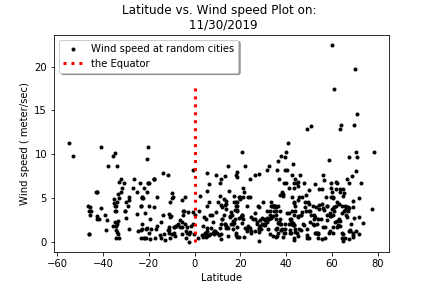 Latitude vs. Wind speed Plot on:
11/30/2019
Wind speed at random cities
the Equator
Wind speed ( meter/sec)
20
15
10
5
0
−60
−40
−20
0
20
40
60
80
Latitude